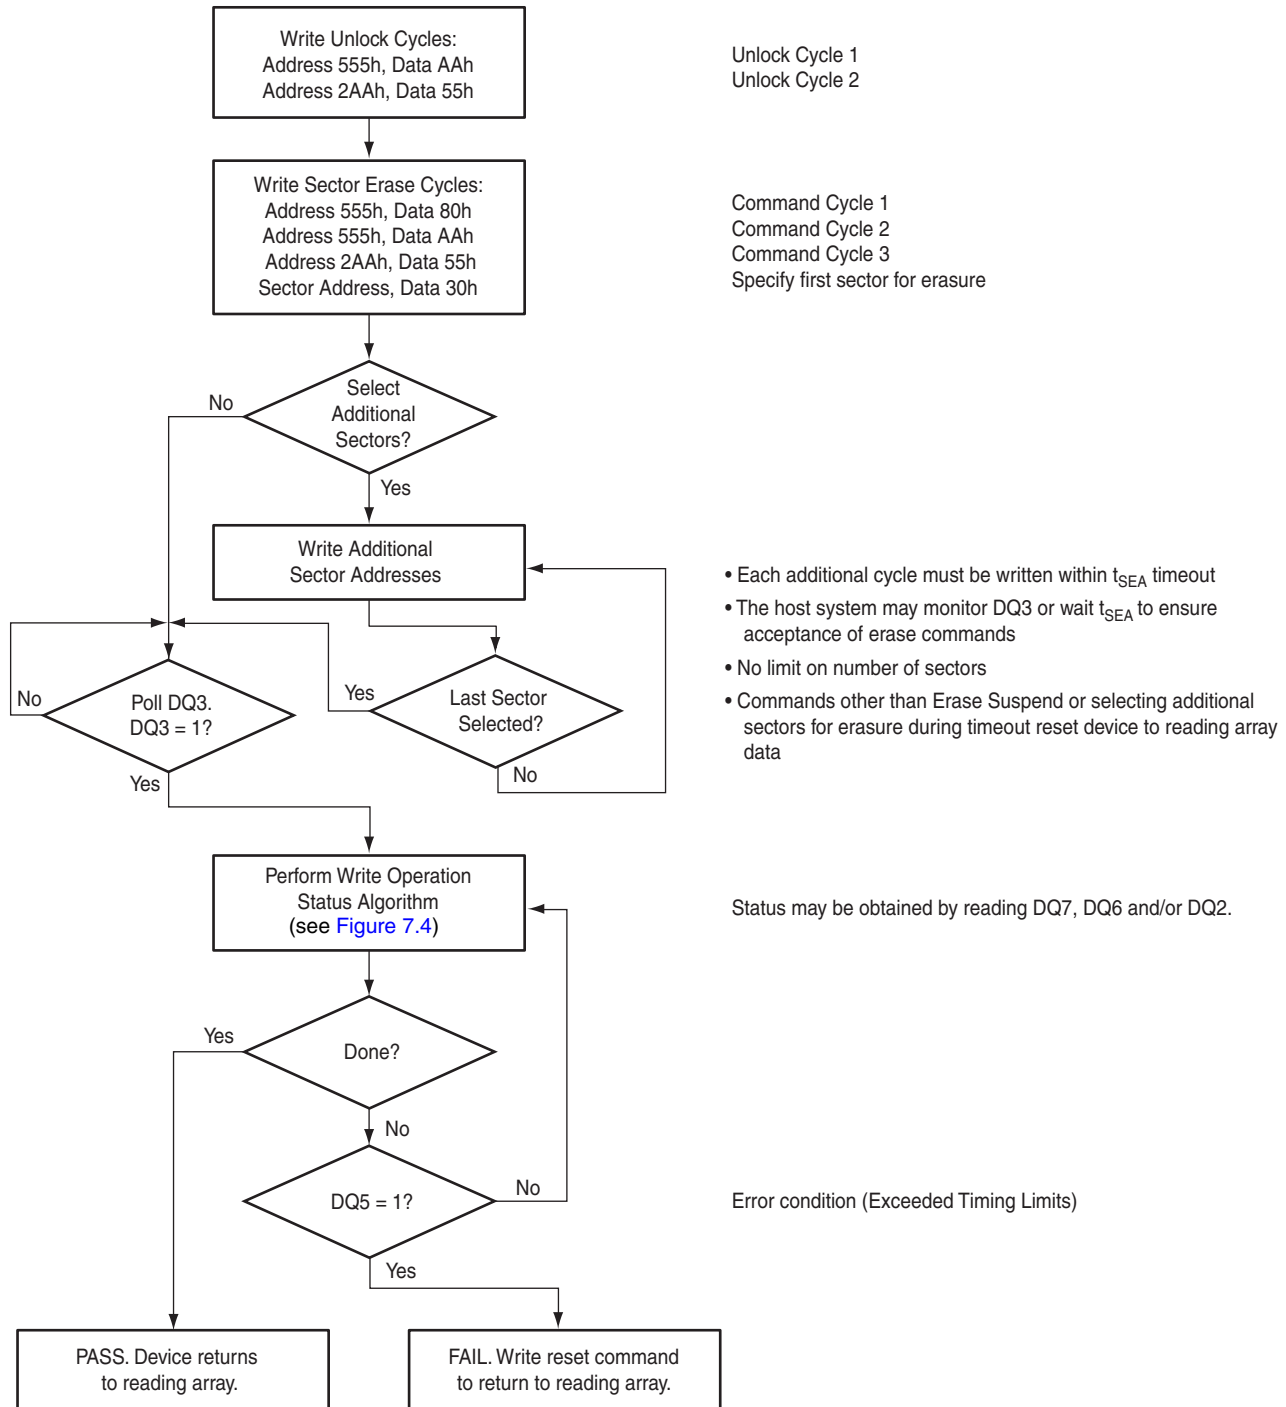 Write Unlock Cycles:
Address 555h, Data AAh
Address 2AAh, Data 55h
Unlock Cycle 1
Unlock Cycle 2
Write Sector Erase Cycles:
Address 555h, Data 80h
Address 555h, Data AAh
Address 2AAh, Data 55h
Sector Address, Data 30h
Command Cycle 1
Command Cycle 2
Command Cycle 3
Specify first sector for erasure
Select
Additional
Sectors?
No
Yes
Write Additional
Sector Addresses
• Each additional cycle must be written within tSEA timeout
• The host system may monitor DQ3 or wait tSEA to ensure
acceptance of erase commands
• No limit on number of sectors
• Commands other than Erase Suspend or selecting additional
sectors for erasure during timeout reset device to reading array
data
No
Poll DQ3.
DQ3 = 1?
Yes
Yes
Last Sector
Selected?
No
Perform Write Operation
Status Algorithm
(see Figure 7.4)
Status may be obtained by reading DQ7, DQ6 and/or DQ2.
Yes
Done?
No
DQ5 = 1?
No
Yes
Error condition (Exceeded Timing Limits)
PASS. Device returns
to reading array.
FAIL. Write reset command
to return to reading array.